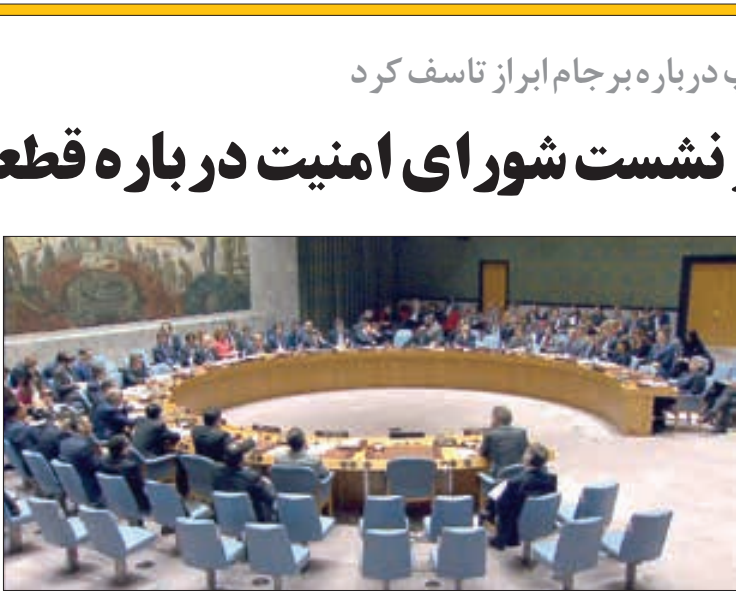 درباره برجام ابراز تاسف کرد
نشست شورای امنیت درباره